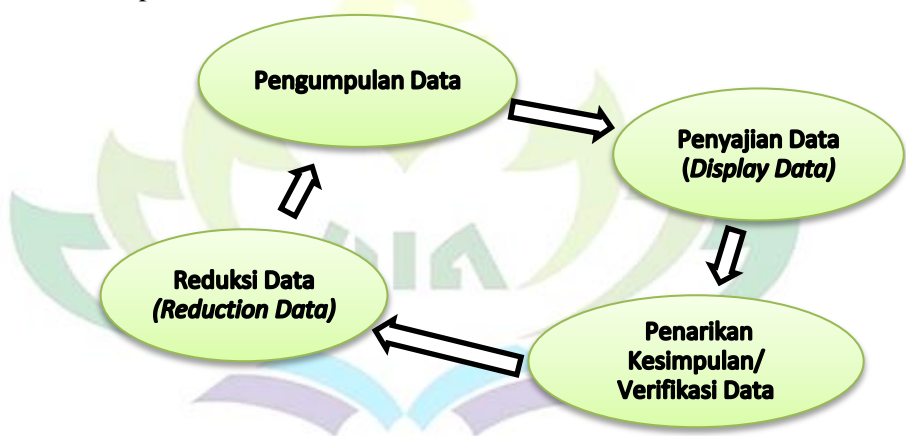 Pengumpulan Data
Penyajian Data
(Display Data)
Penarikan
Kesimpulan/
Verifikasi Data
Reduksi Data
(Reduction Data)